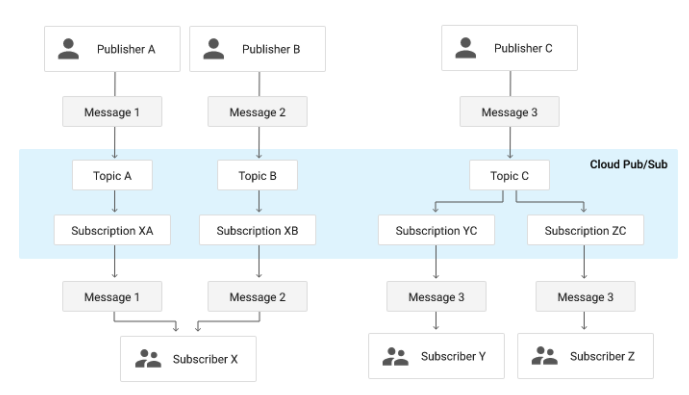 Publisher A
Publisher B
Publisher C
Message 1
Message 2
Message 3
Cloud Pub/Sub
Topic A
Topic B
Topic C
Subscription XA
Subscription XB
Subscription YC
Subscription ZC
Message 1
Message 2
Message 3
Message 3
Subscriber X
Subscriber Y
Subscriber Z